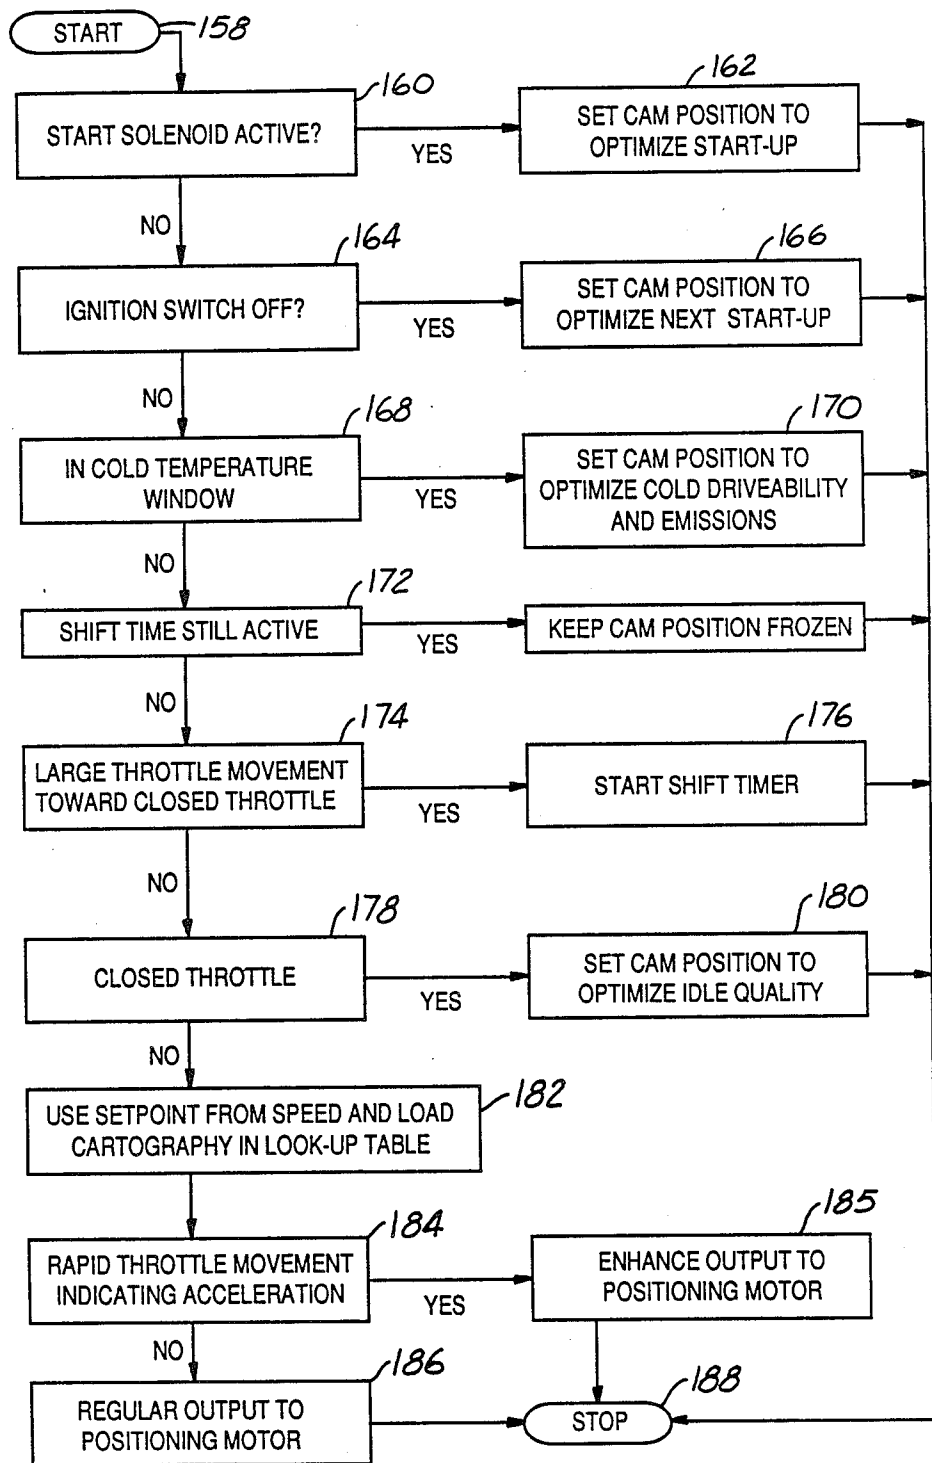 START
158
160
START SOLENOID ACTIVE?
YES
162
SET CAM POSITION TO
OPTIMIZE START-UP
NO
164
IGNITION SWITCH OFF?
YES
166
SET CAM POSITION TO
OPTIMIZE NEXT START-UP
NO
168
IN COLD TEMPERATURE
WINDOW
YES
170
SET CAM POSITION TO
OPTIMIZE COLD DRIVEABILITY
AND EMISSIONS
NO
172
SHIFT TIME STILL ACTIVE
YES
KEEP CAM POSITION FROZEN
NO
174
LARGE THROTTLE MOVEMENT
TOWARD CLOSED THROTTLE
YES
176
START SHIFT TIMER
NO
178
CLOSED THROTTLE
YES
180
SET CAM POSITION TO
OPTIMIZE IDLE QUALITY
NO
182
USE SETPOINT FROM SPEED AND LOAD
CARTOGRAPHY IN LOOK-UP TABLE
184
RAPID THROTTLE MOVEMENT
INDICATING ACCELERATION
YES
185
ENHANCE OUTPUT TO
POSITIONING MOTOR
NO
186
REGULAR OUTPUT TO
POSITIONING MOTOR
188
STOP